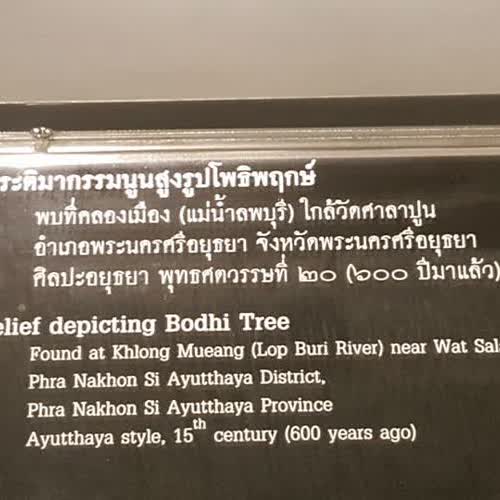 ระติมากรรมนูนสูงรูปโพธิพฤกษ์
พบที่คลองเมือง (แม่น้ำลพบุรี) ใกล้วัดศาลาปูน
อำเภอพระนครศรีอยุธยา จังหวัดพระนครศรีอยุธยา
ศิลปะอยุธยา พุทธศตวรรษที่ ๒๐ (๖๐๐ ปีมาแล้ว)
elief depicting Bodhi Tree
Found at Khlong Mueang (Lop Buri River) near Wat Sala
Phra Nakhon Si Ayutthaya District,
Phra Nakhon Si Ayutthaya Province
Ayutthaya style, 15th century (600 years ago)